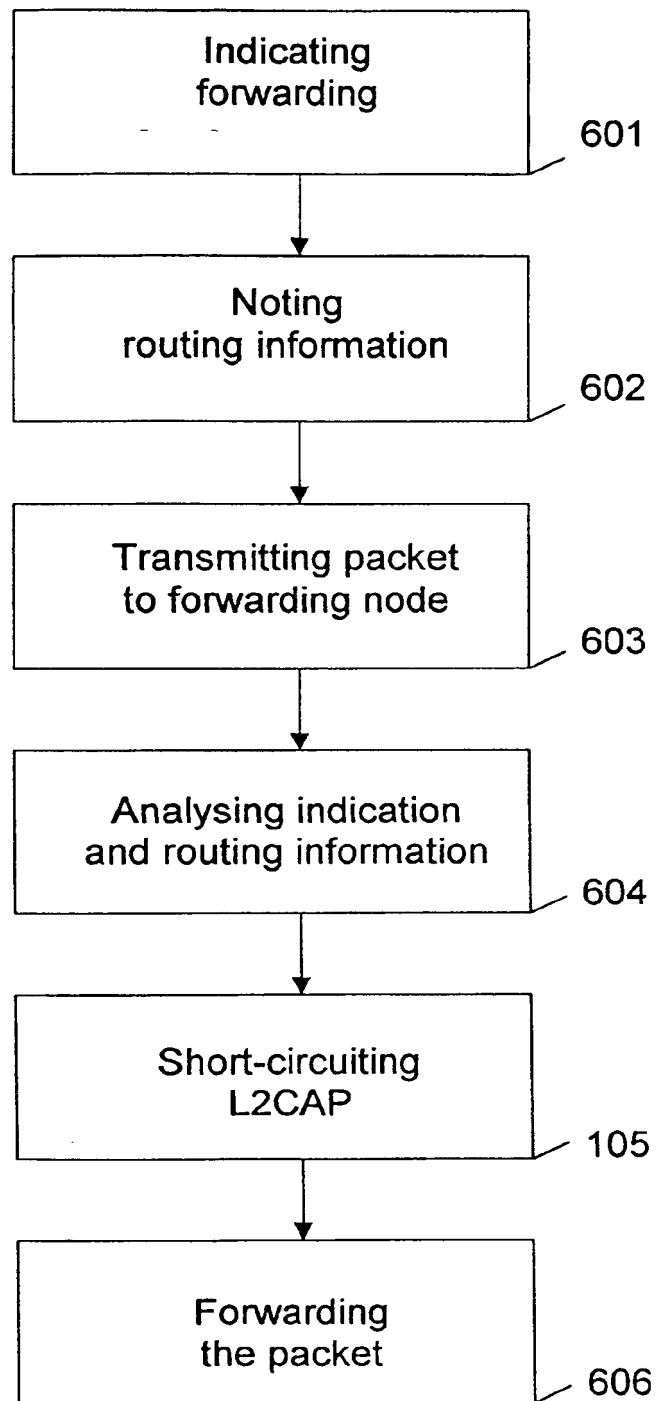 Indicating
forwarding
601
Noting
routing information
602
Transmitting packet
to forwarding node
603
Analysing indication
and routing information
604
Short-circuiting
L2CAP
105
Forwarding
the packet
606